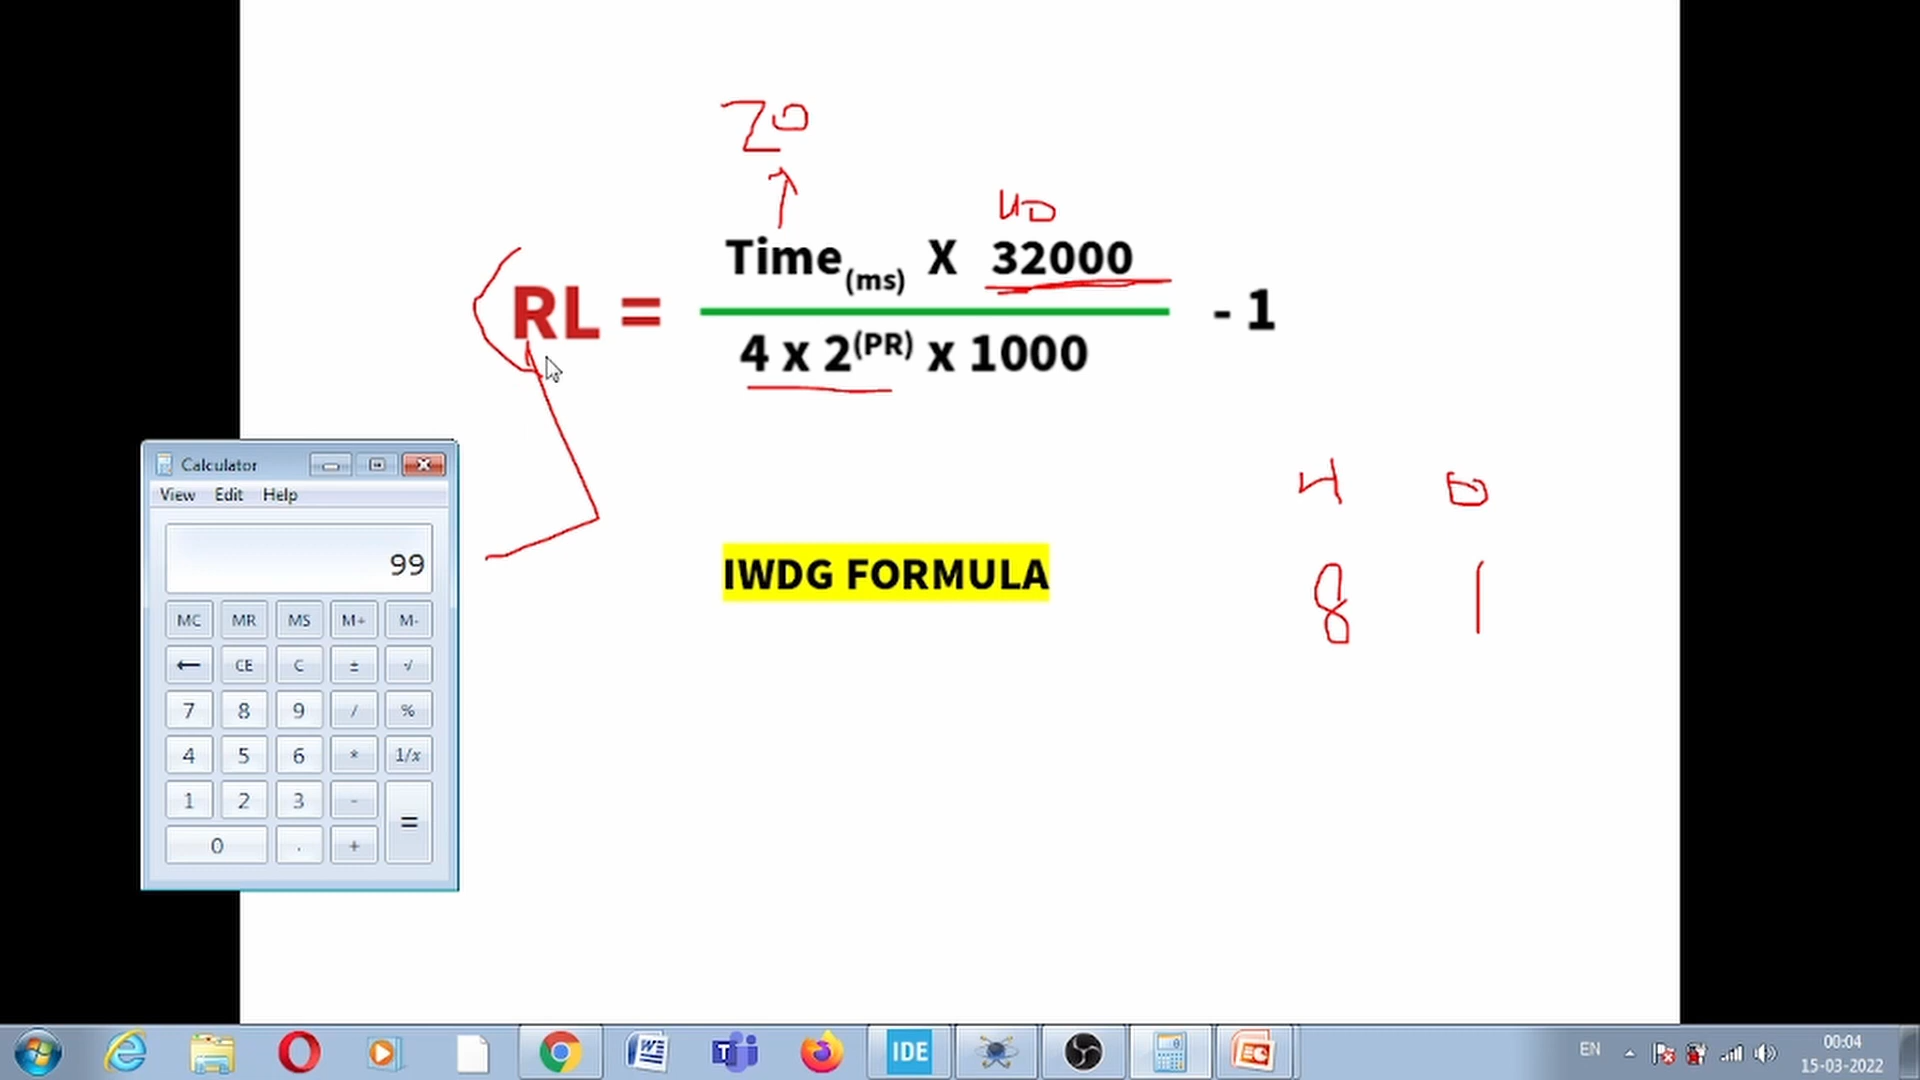 20
40
Time(ms) X 32000
RL = - 1
4 x 2(PR) x 1000
4 0
8 1
IWDG FORMULA
Calculator
View Edit Help
99
MC MR MS M+ M-
← CE C ± √
7 8 9 / %
4 5 6 * 1/x
1 2 3 - =
0 . +
IDE
EN
00:04
15-03-2022